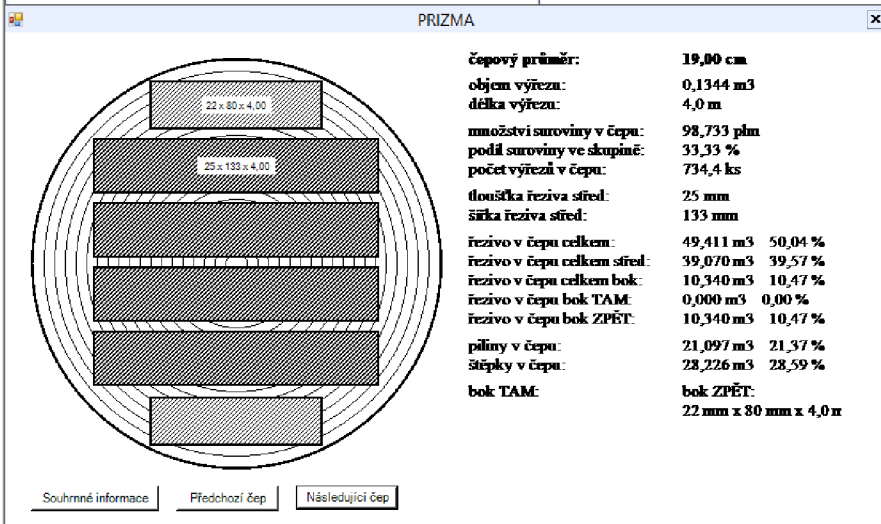 PRIZMA
22 x 80 x 4,00
25 x 133 x 4,00
čepový průměr: 19,00 cm
objem výřezu: 0,1344 m3
délka výřezu: 4,0 m
množství suroviny v čepu: 98,733 plm
podíl suroviny ve skupině: 33,33 %
počet výřezů v čepu: 734,4 ks
tloušťka řeziva střed: 25 mm
šířka řeziva střed: 133 mm
řezivo v čepu celkem: 49,411 m3 50,04 %
řezivo v čepu celkem střed: 39,070 m3 39,57 %
řezivo v čepu celkem bok: 10,340 m3 10,47 %
řezivo v čepu bok TAM: 0,000 m3 0,00 %
řezivo v čepu bok ZPĚT: 10,340 m3 10,47 %
piliny v čepu: 21,097 m3 21,37 %
štěpky v čepu: 28,226 m3 28,59 %
bok TAM: bok ZPĚT:
22 mm x 80 mm x 4,0 m
Souhrnné informace Předchozí čep Následující čep